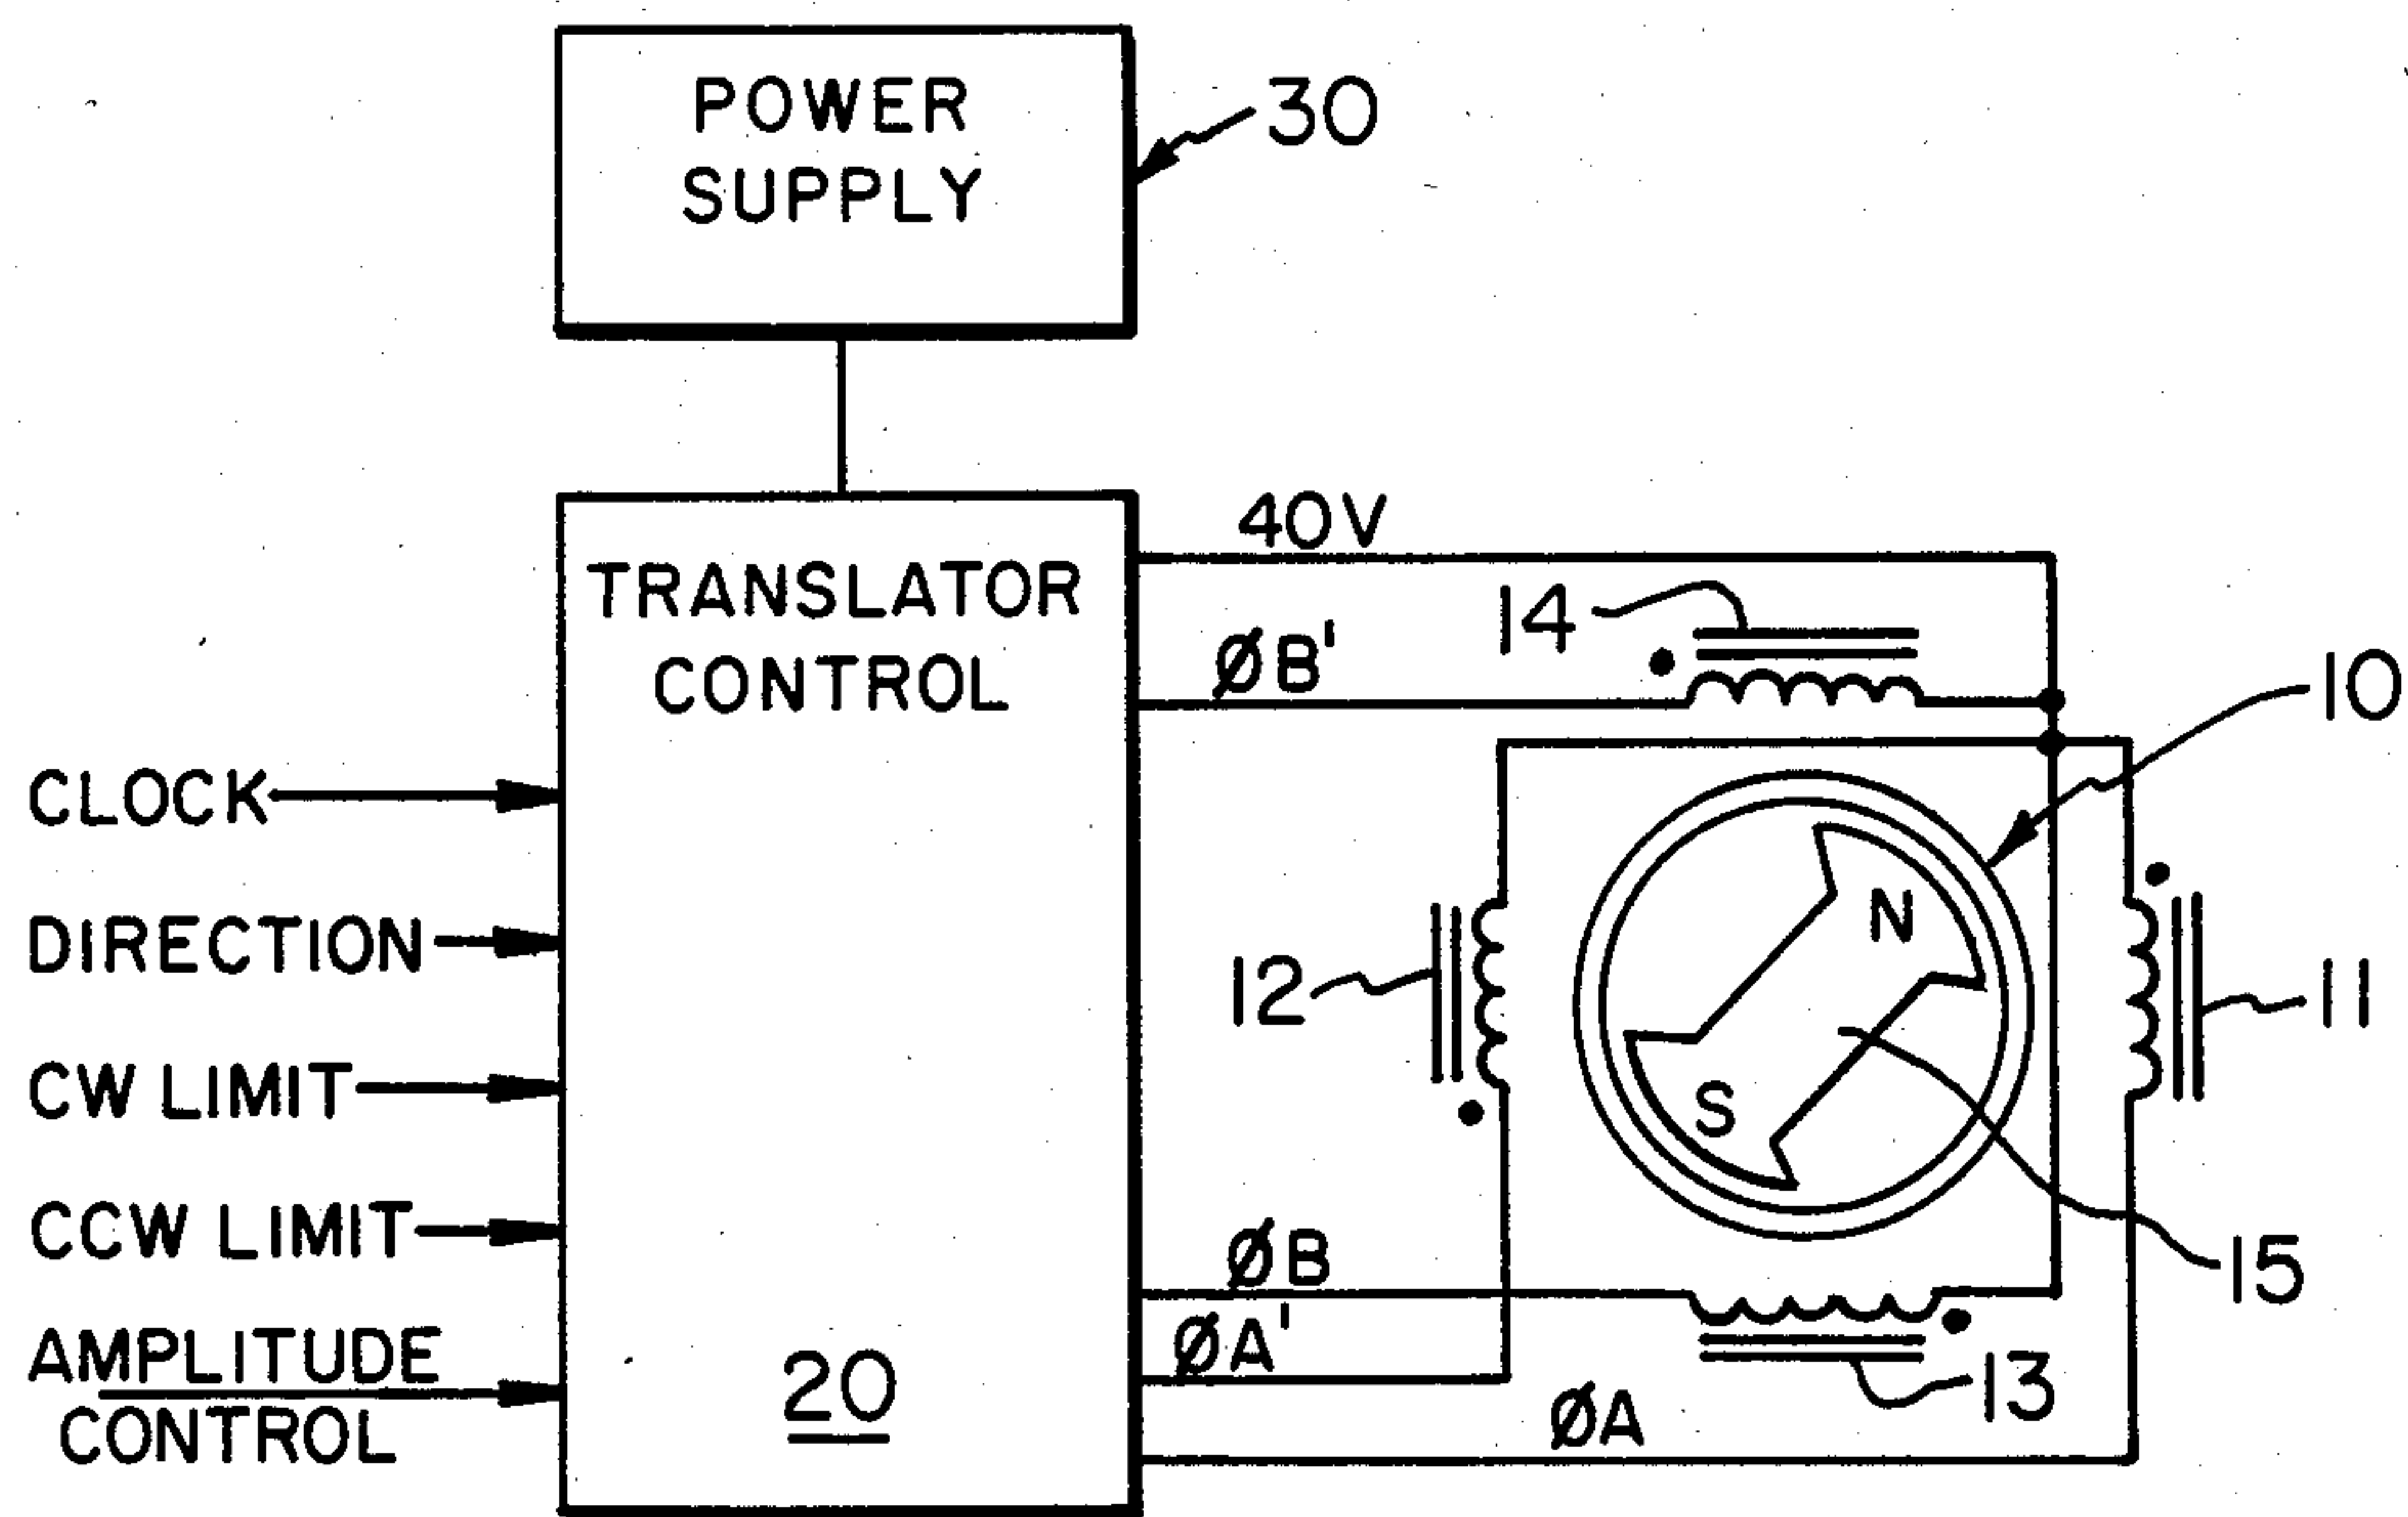 POWER
SUPPLY
30
40V
TRANSLATOR
CONTROL
14
ØB'
10
CLOCK
N
DIRECTION
12
11
CW LIMIT
S
CCW LIMIT
ØB
15
AMPLITUDE
CONTROL
ØA'
20
13
ØA